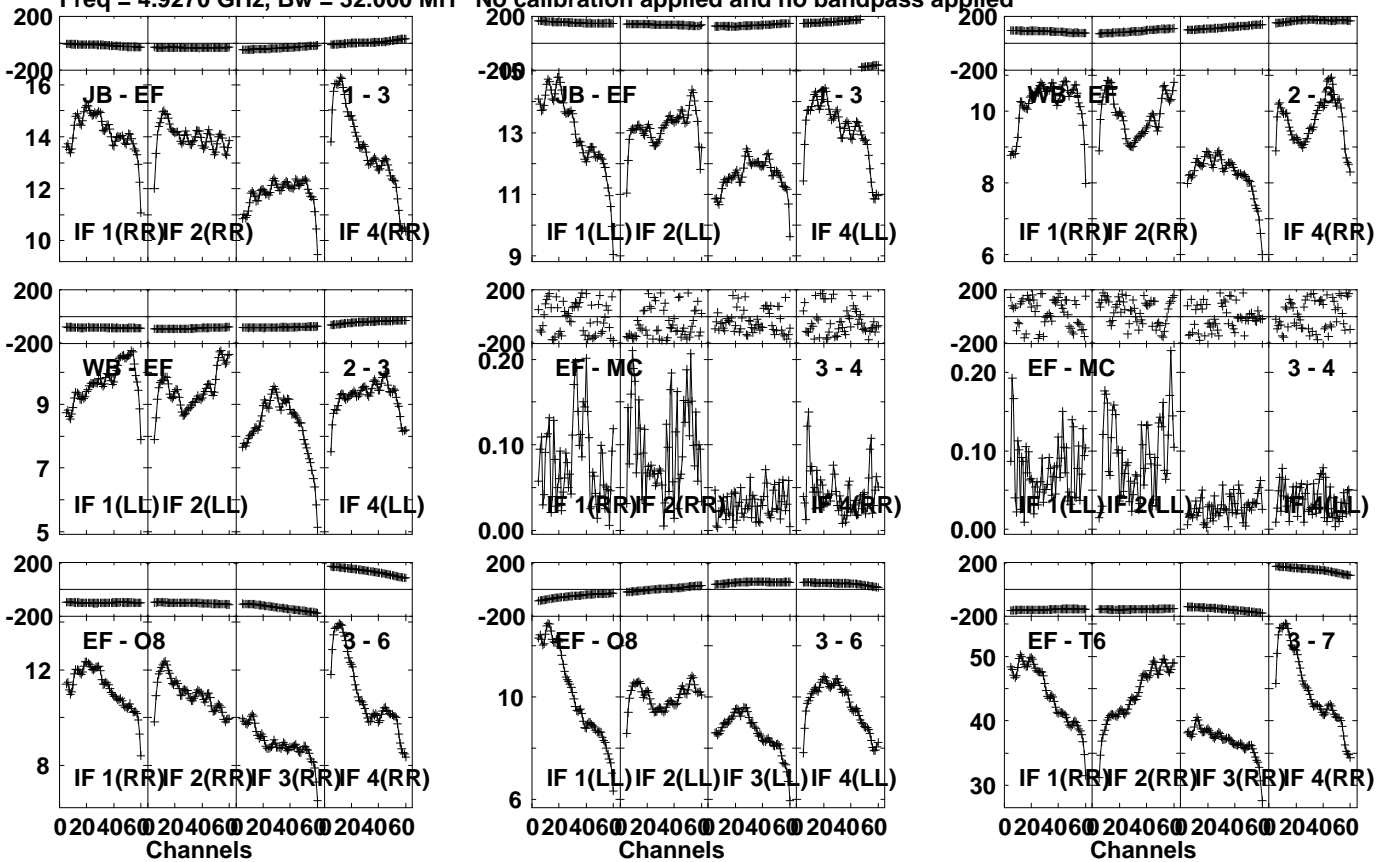 Freq = 4.9270 GHz, Bw = 32.000 MH No calibration applied and no bandpass applied
200
-200
16
14
12
10
JB - EF
1 - 3
IF 1(RR)
IF 2(RR)
IF 4(RR)
200
-200
15
13
11
9
JB - EF
1 - 3
IF 1(LL)
IF 2(LL)
IF 4(LL)
200
-200
10
8
6
WB - EF
2 - 3
IF 1(RR)
IF 2(RR)
IF 4(RR)
200
-200
9
7
5
WB - EF
2 - 3
IF 1(LL)
IF 2(LL)
IF 4(LL)
200
-200
0.20
0.10
0.00
EF - MC
3 - 4
IF 1(RR)
IF 2(RR)
IF 4(RR)
200
-200
0.20
0.10
0.00
EF - MC
3 - 4
IF 1(LL)
IF 2(LL)
IF 4(LL)
200
-200
12
8
EF - O8
3 - 6
IF 1(RR)
IF 2(RR)
IF 3(RR)
IF 4(RR)
0 20 40 60 0 20 40 60 0 20 40 60 0 20 40 60
Channels
200
-200
10
6
EF - O8
3 - 6
IF 1(LL)
IF 2(LL)
IF 3(LL)
IF 4(LL)
0 20 40 60 0 20 40 60 0 20 40 60 0 20 40 60
Channels
200
-200
50
40
30
EF - T6
3 - 7
IF 1(RR)
IF 2(RR)
IF 3(RR)
IF 4(RR)
0 20 40 60 0 20 40 60 0 20 40 60 0 20 40 60
Channels